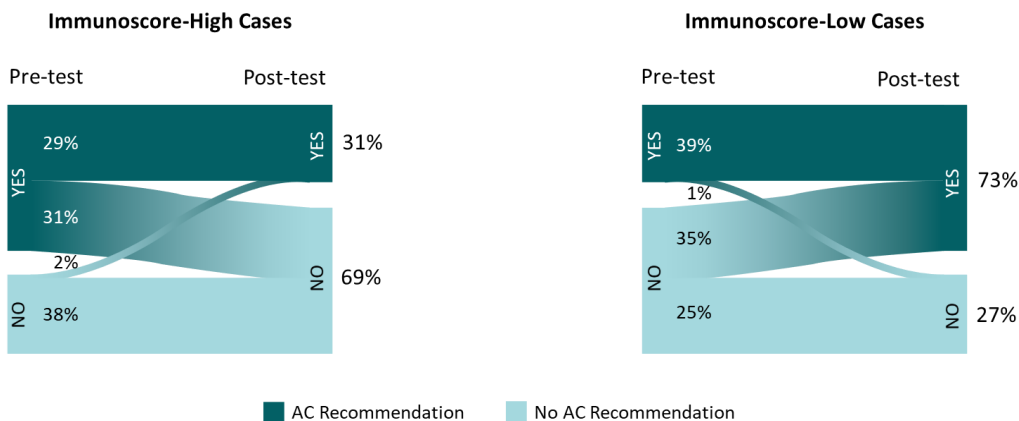 Immunoscore-High Cases
Pre-test
Post-test
YES
29%
31%
2%
NO
38%
YES
31%
NO
69%
Immunoscore-Low Cases
Pre-test
Post-test
YES
39%
1%
35%
NO
25%
YES
73%
NO
27%
AC Recommendation
No AC Recommendation